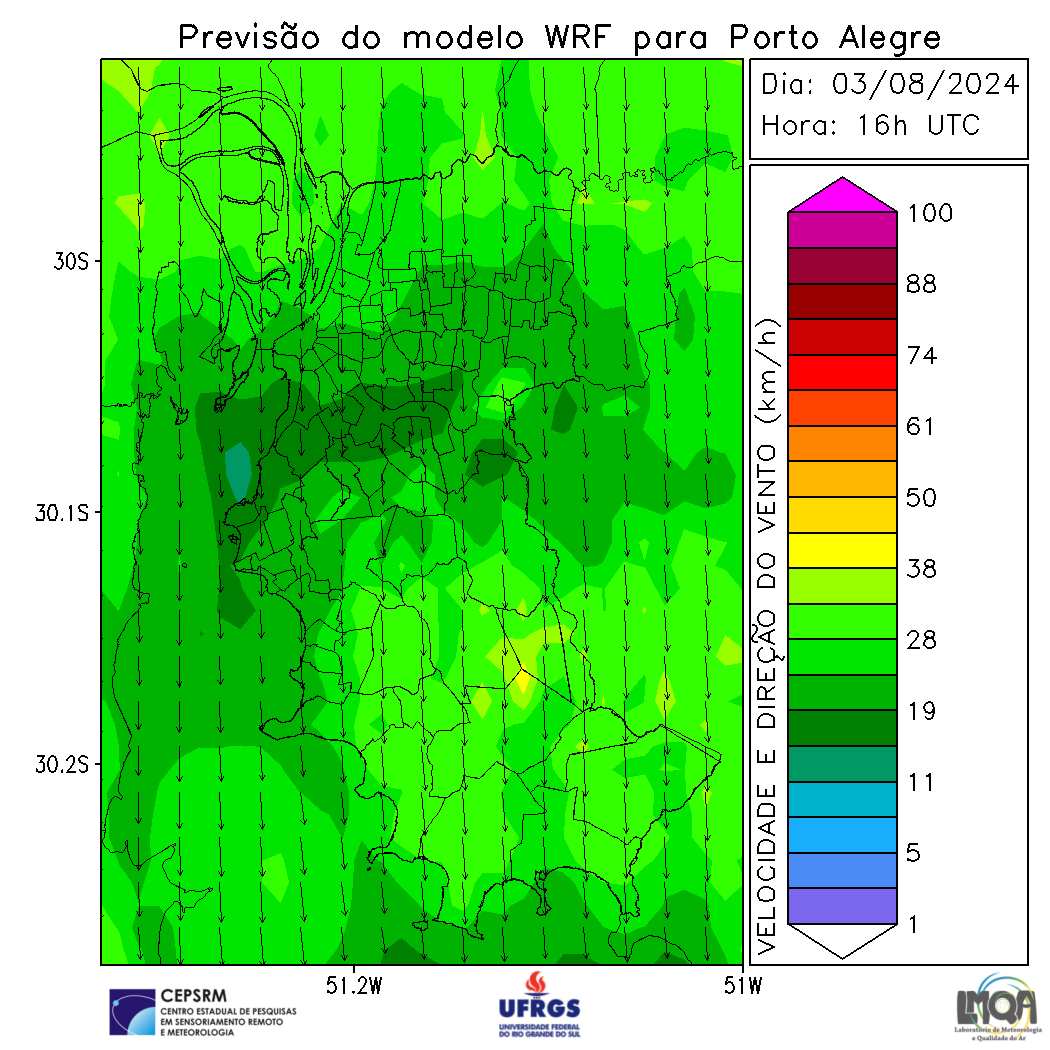 Previsão do modelo WRF para Porto Alegre
Dia: 03/08/2024
Hora: 16h UTC
30S
30.1S
30.2S
51.2W
51W
VELOCIDADE E DIREÇÃO DO VENTO (km/h)
100
88
74
61
50
38
28
19
11
5
1
CEPSRM
CENTRO ESTADUAL DE PESQUISAS
EM SENSORIAMENTO REMOTO
E METEOROLOGIA
UFRGS
UNIVERSIDADE FEDERAL
DO RIO GRANDE DO SUL
LMQA
Laboratório de Meteorologia
e Qualidade do Ar